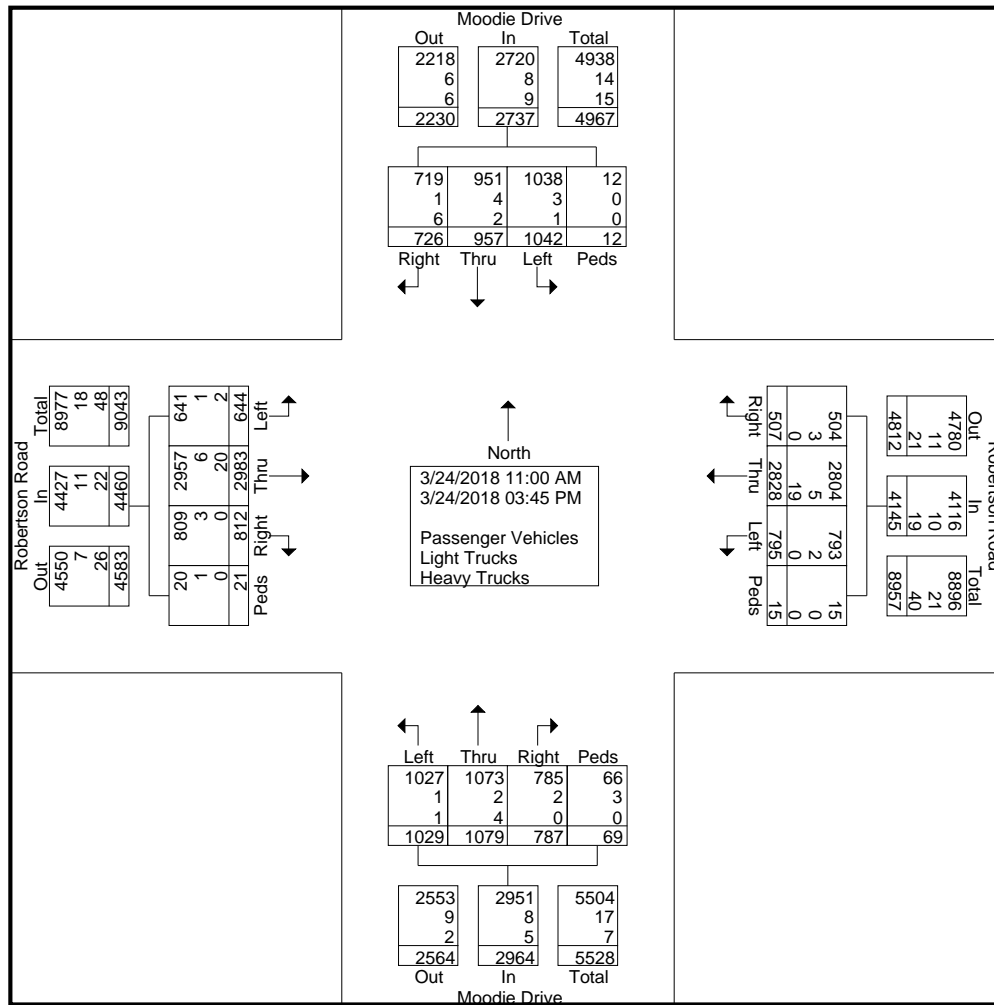 Moodie Drive
Out In Total
2218 2720 4938
6 8 14
6 9 15
2230 2737 4967
719 951 1038 12
1 4 3 0
6 2 1 0
726 957 1042 12
Right Thru Left Peds
Robertson Road
Out In Total
4550 4427 8977
7 11 18
26 22 48
4583 4460 9043
Peds Right Thru Left
20 809 2957 641
1 3 6 1
0 0 20 2
21 812 2983 644
North
3/24/2018 11:00 AM
3/24/2018 03:45 PM
Passenger Vehicles
Light Trucks
Heavy Trucks
Robertson Road
Out In Total
4780 4116 8896
11 10 21
21 19 40
4812 4145 8957
504 2804 793 15
3 5 2 0
0 19 0 0
507 2828 795 15
Right Thru Left Peds
Left Thru Right Peds
1027 1073 785 66
1 2 2 3
1 4 0 0
1029 1079 787 69
2553 2951 5504
9 8 17
2 5 7
2564 2964 5528
Out In Total
Moodie Drive